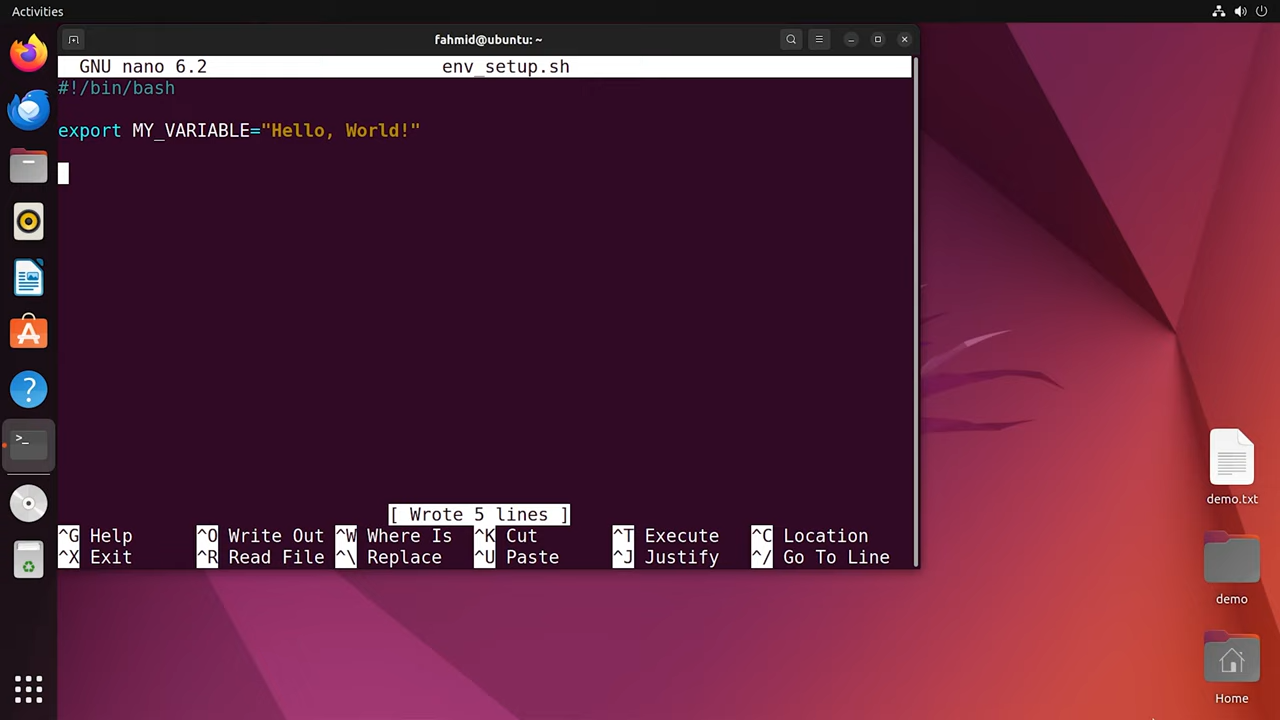 Activities
fahmid@ubuntu: ~
GNU nano 6.2 env_setup.sh
#!/bin/bash
export MY_VARIABLE="Hello, World!"
[ Wrote 5 lines ]
^G Help ^O Write Out ^W Where Is ^K Cut ^T Execute ^C Location
^X Exit ^R Read File ^\ Replace ^U Paste ^J Justify ^/ Go To Line
demo.txt
demo
Home